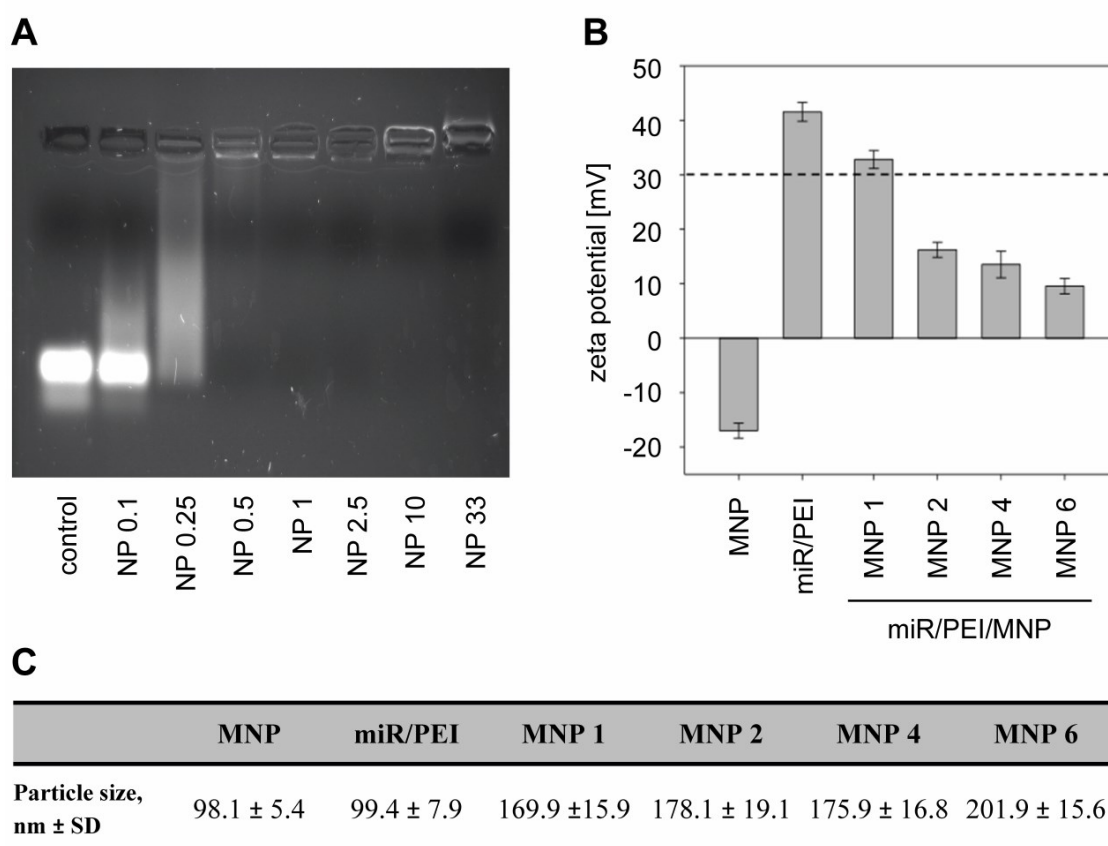 A
control
NP 0.1
NP 0.25
NP 0.5
NP 1
NP 2.5
NP 10
NP 33
B
zeta potential [mV]
50
40
30
20
10
0
-10
-20
MNP
miR/PEI
MNP 1
MNP 2
MNP 4
MNP 6
miR/PEI/MNP
C
MNP miR/PEI MNP 1 MNP 2 MNP 4 MNP 6
Particle size,
nm ± SD
98.1 ± 5.4 99.4 ± 7.9 169.9 ±15.9 178.1 ± 19.1 175.9 ± 16.8 201.9 ± 15.6